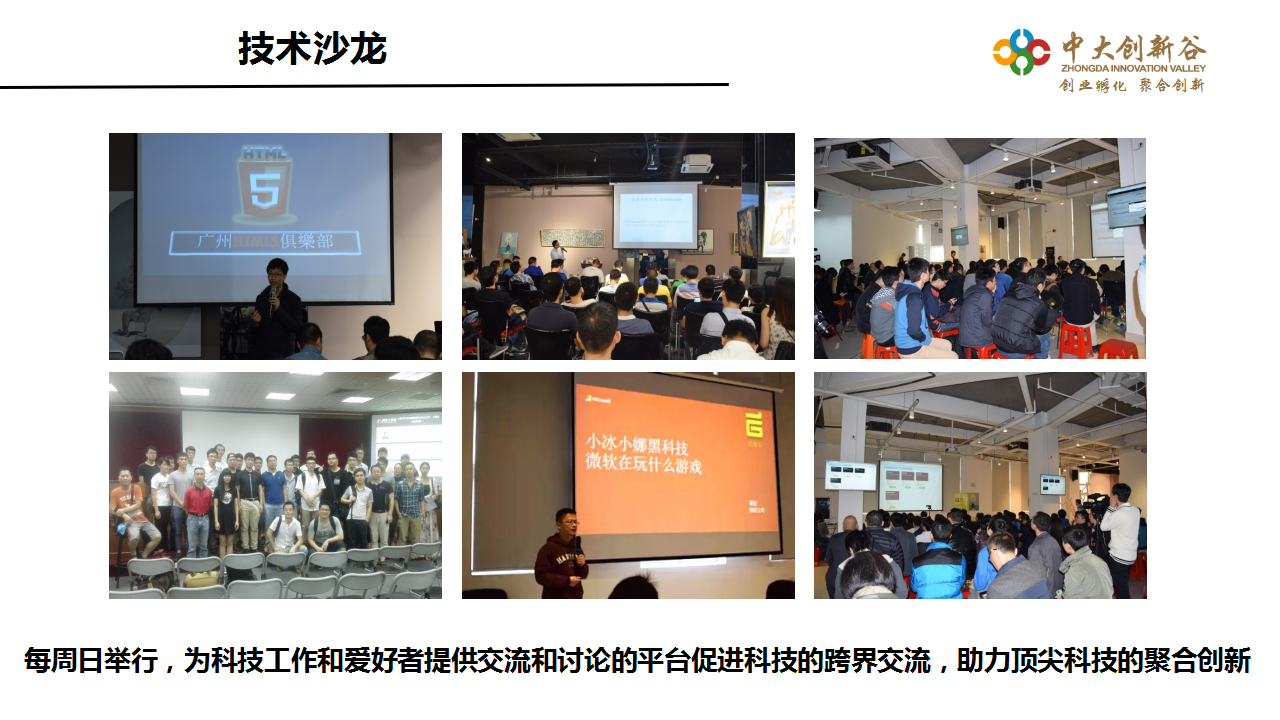 技术沙龙
中大创新谷
ZHONGDA INNOVATION VALLEY
创业孵化 聚合创新
HTML
5
广州HTML5俱樂部
Microsoft
小冰小娜黑科技
微软在玩什么游戏
每周日举行，为科技工作和爱好者提供交流和讨论的平台促进科技的跨界交流，助力顶尖科技的聚合创新